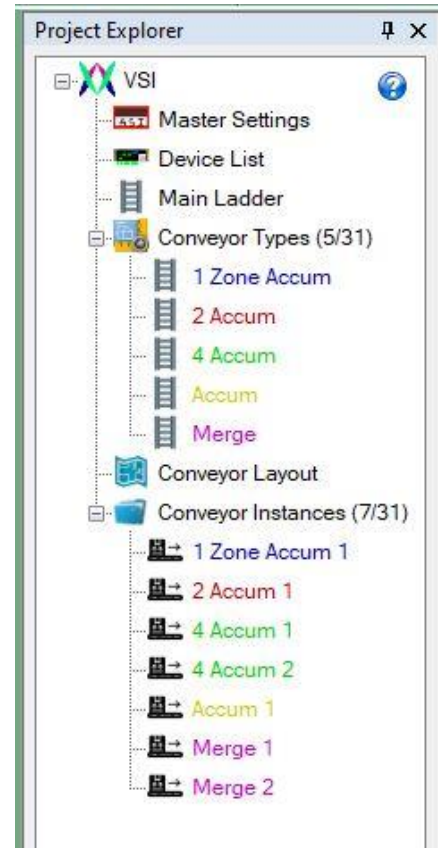 Project Explorer
VSI
Master Settings
ASI
Device List
Main Ladder
Conveyor Types (5/31)
1 Zone Accum
2 Accum
4 Accum
Accum
Merge
Conveyor Layout
Conveyor Instances (7/31)
1 Zone Accum 1
2 Accum 1
4 Accum 1
4 Accum 2
Accum 1
Merge 1
Merge 2